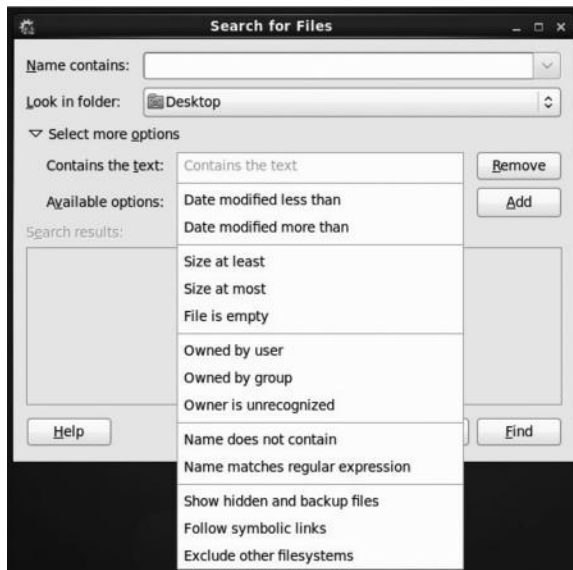 Search for Files
Name contains:
Look in folder: Desktop
Select more options
Contains the text: Contains the text Remove
Available options: Add
Date modified less than
Date modified more than
Search results:
Size at least
Size at most
File is empty
Owned by user
Owned by group
Owner is unrecognized
Help Find
Name does not contain
Name matches regular expression
Show hidden and backup files
Follow symbolic links
Exclude other filesystems